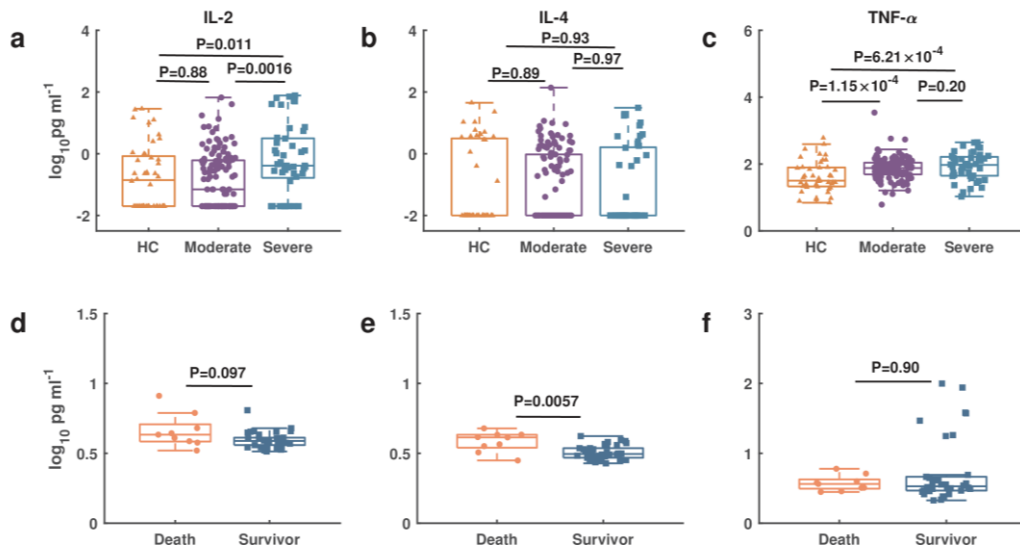 IL-2
IL-4
TNF-α
a
b
c
log₁₀pg ml⁻¹
4
2
0
-2
P=0.011
P=0.88
P=0.0016
HC
Moderate
Severe
4
2
0
-2
P=0.93
P=0.89
P=0.97
HC
Moderate
Severe
6
4
2
0
P=6.21×10⁻⁴
P=1.15×10⁻⁴
P=0.20
HC
Moderate
Severe
d
e
f
log₁₀ pg ml⁻¹
1.5
1
0.5
0
P=0.097
Death
Survivor
1.5
1
0.5
0
P=0.0057
Death
Survivor
3
2
1
0
P=0.90
Death
Survivor